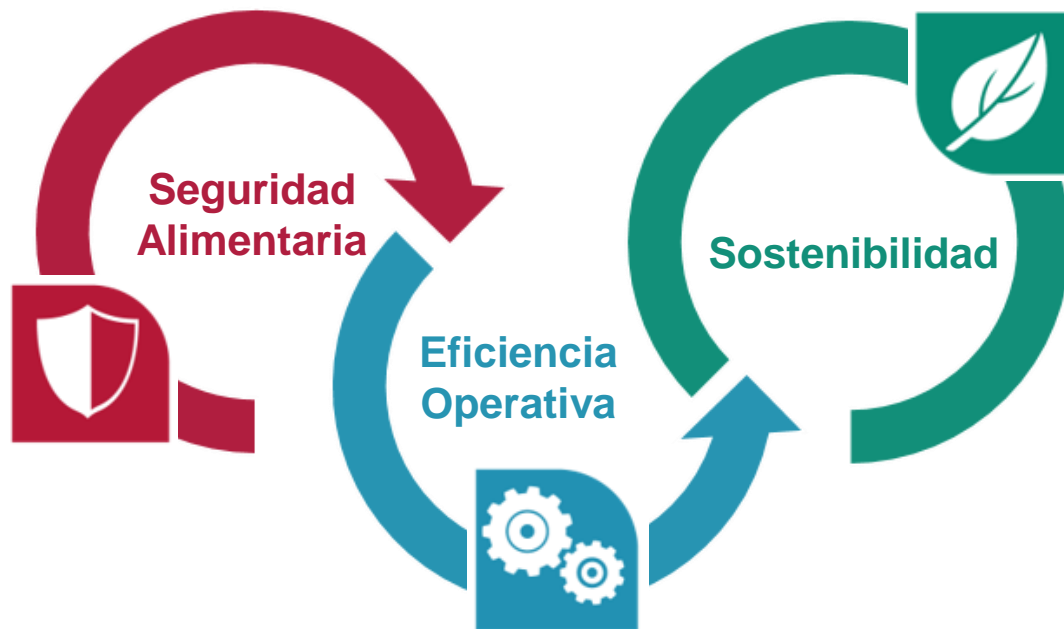 Seguridad
Alimentaria
Eficiencia
Operativa
Sostenibilidad